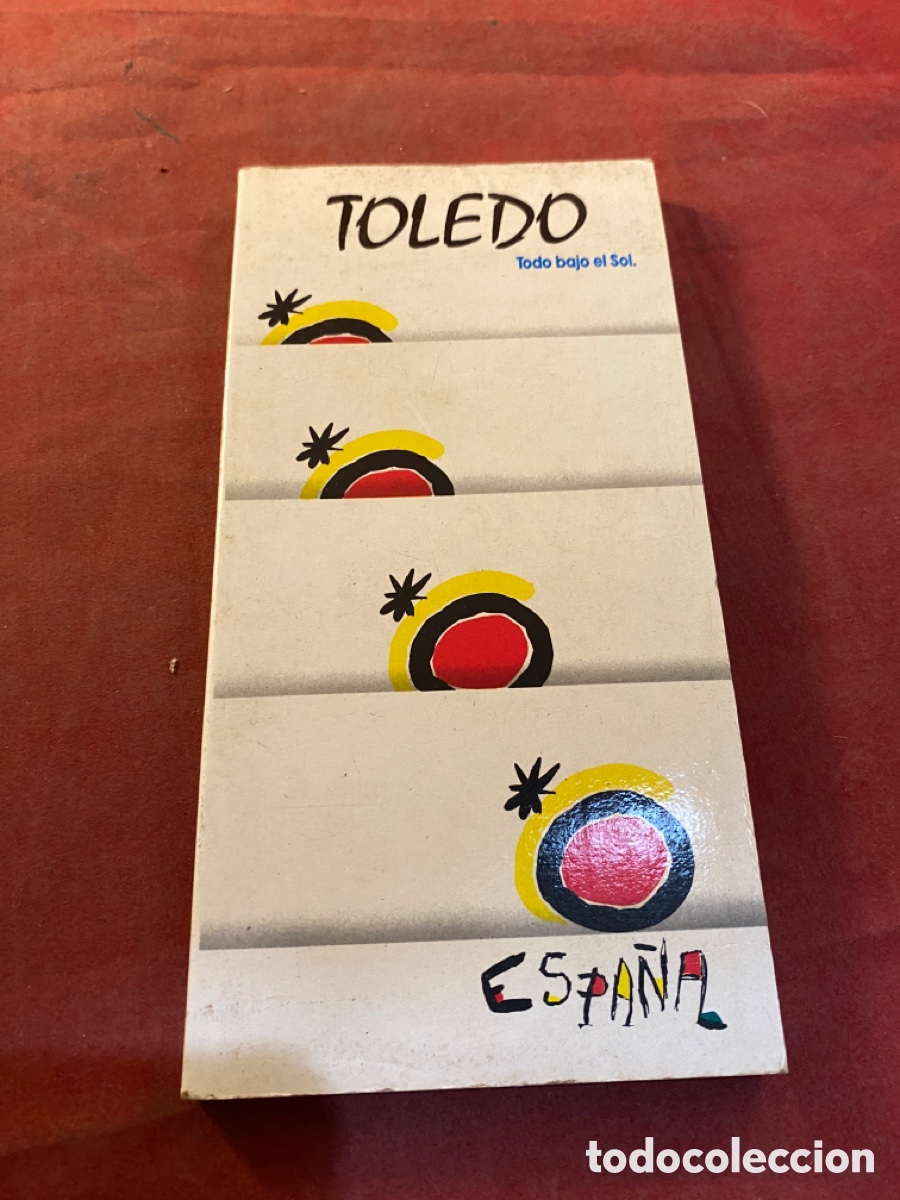 TOLEDO
Todo bajo el Sol.
ESPAÑA
todocoleccion